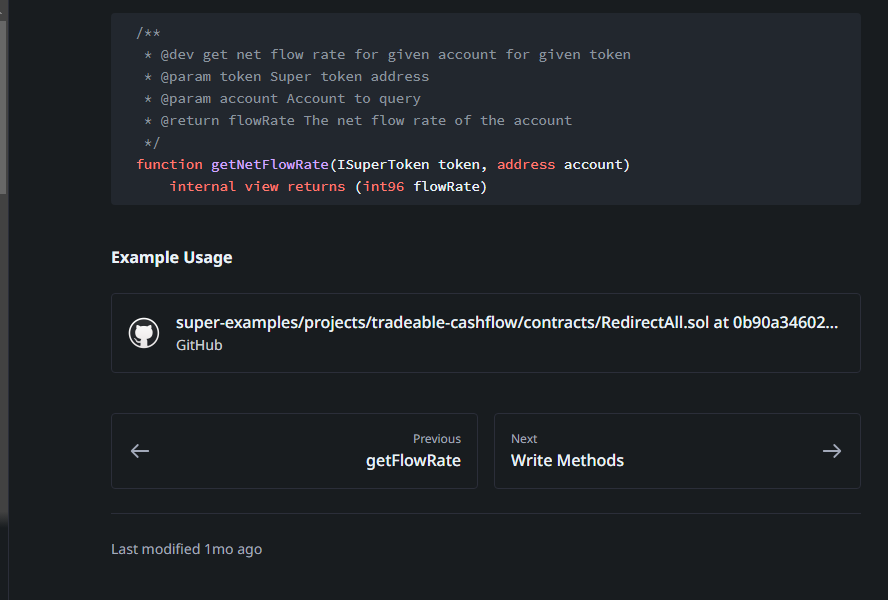 /**
 * @dev get net flow rate for given account for given token
 * @param token Super token address
 * @param account Account to query
 * @return flowRate The net flow rate of the account
 */
function getNetFlowRate(ISuperToken token, address account)
    internal view returns (int96 flowRate)
Example Usage
super-examples/projects/tradeable-cashflow/contracts/RedirectAll.sol at 0b90a34602...
GitHub
Previous
getFlowRate
Next
Write Methods
Last modified 1mo ago